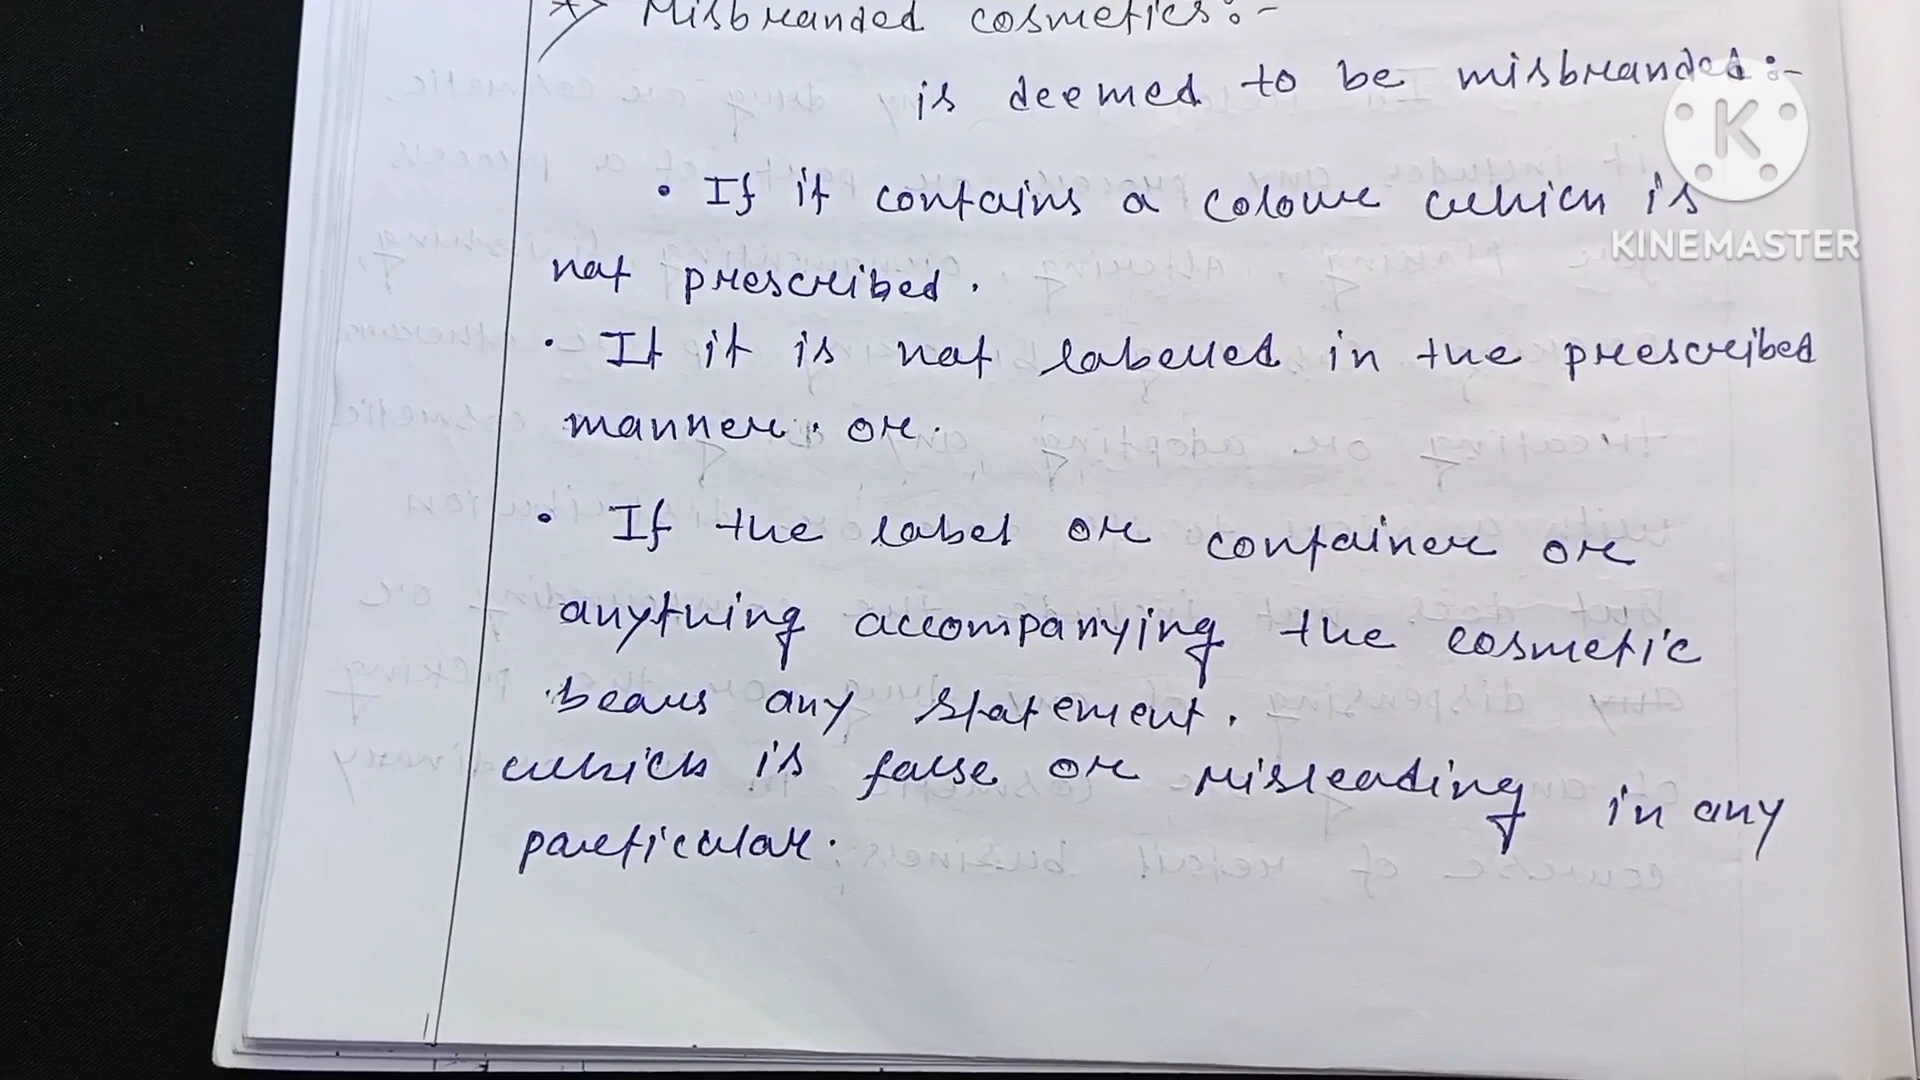 Misbranded cosmetics:-
is deemed to be misbranded:-
• If it contains a colour which is
not prescribed.
• If it is not labelled in the prescribed
manner. or.
• If the label or container or
anything accompanying the cosmetic
bears any statement.
which is false or misleading in any
particular.
K
KINEMASTER